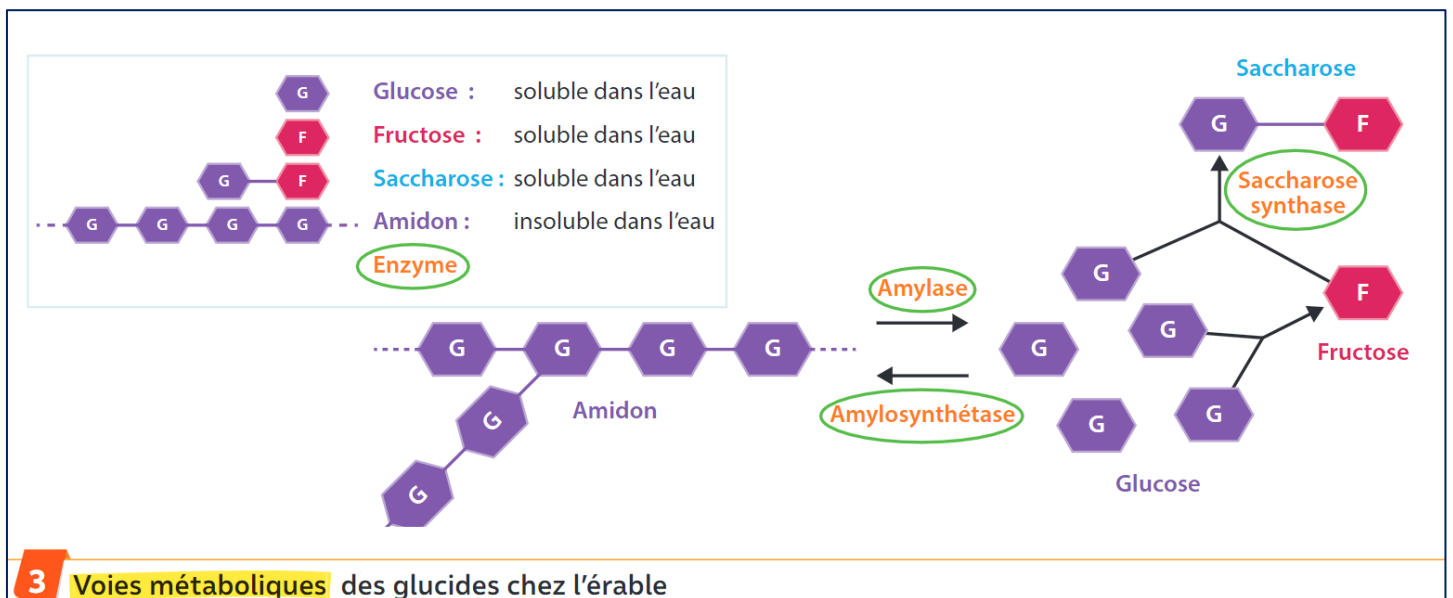 G Glucose : soluble dans l'eau
F Fructose : soluble dans l'eau
G F Saccharose : soluble dans l'eau
G G G G Amidon : insoluble dans l'eau
Enzyme
Saccharose
G F
Saccharose
synthase
G
F
Amylase
G
Fructose
G G G G
G
Amylosynthétase
Amidon
G
G
G
G
Glucose
3 Voies métaboliques des glucides chez l'érable